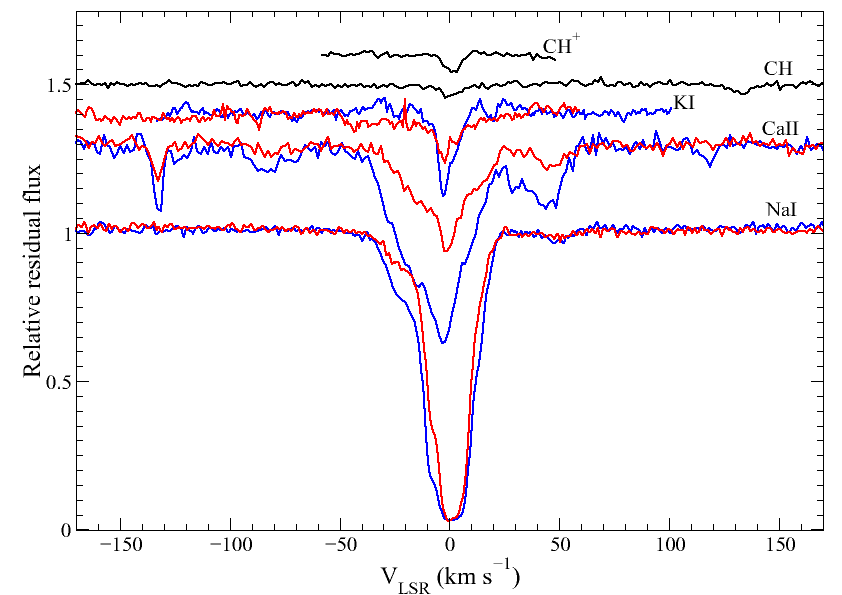 CH+
CH
1.5
KI
CaII
1
NaI
Relative residual flux
0.5
0
−150 −100 −50 0 50 100 150
V_LSR (km s^−1)